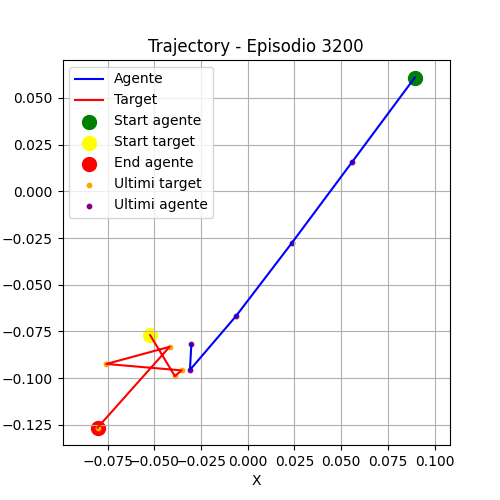 Trajectory - Episodio 3200
Agente
Target
Start agente
Start target
End agente
Ultimi target
Ultimi agente
0.050
0.025
0.000
−0.025
−0.050
−0.075
−0.100
−0.125
−0.075 −0.050 −0.025 0.000 0.025 0.050 0.075 0.100
X